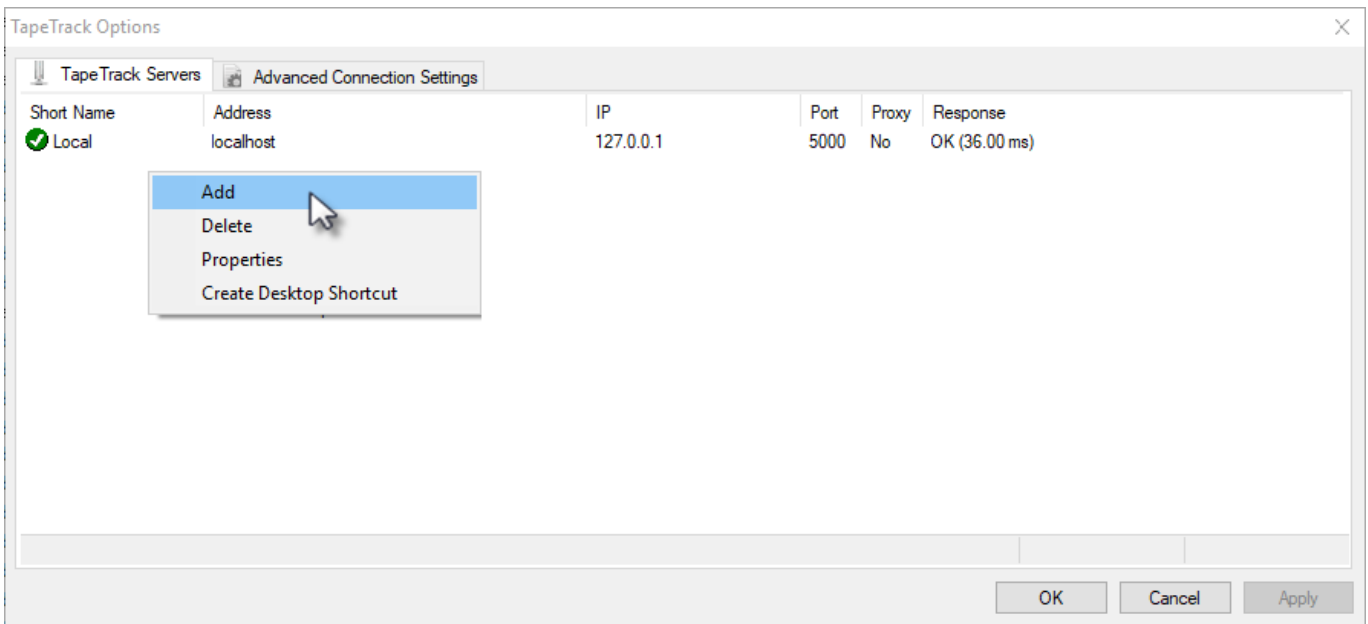 TapeTrack Options
TapeTrack Servers Advanced Connection Settings
Short Name Address IP Port Proxy Response
Local localhost 127.0.0.1 5000 No OK (36.00 ms)
Add
Delete
Properties
Create Desktop Shortcut
OK Cancel Apply